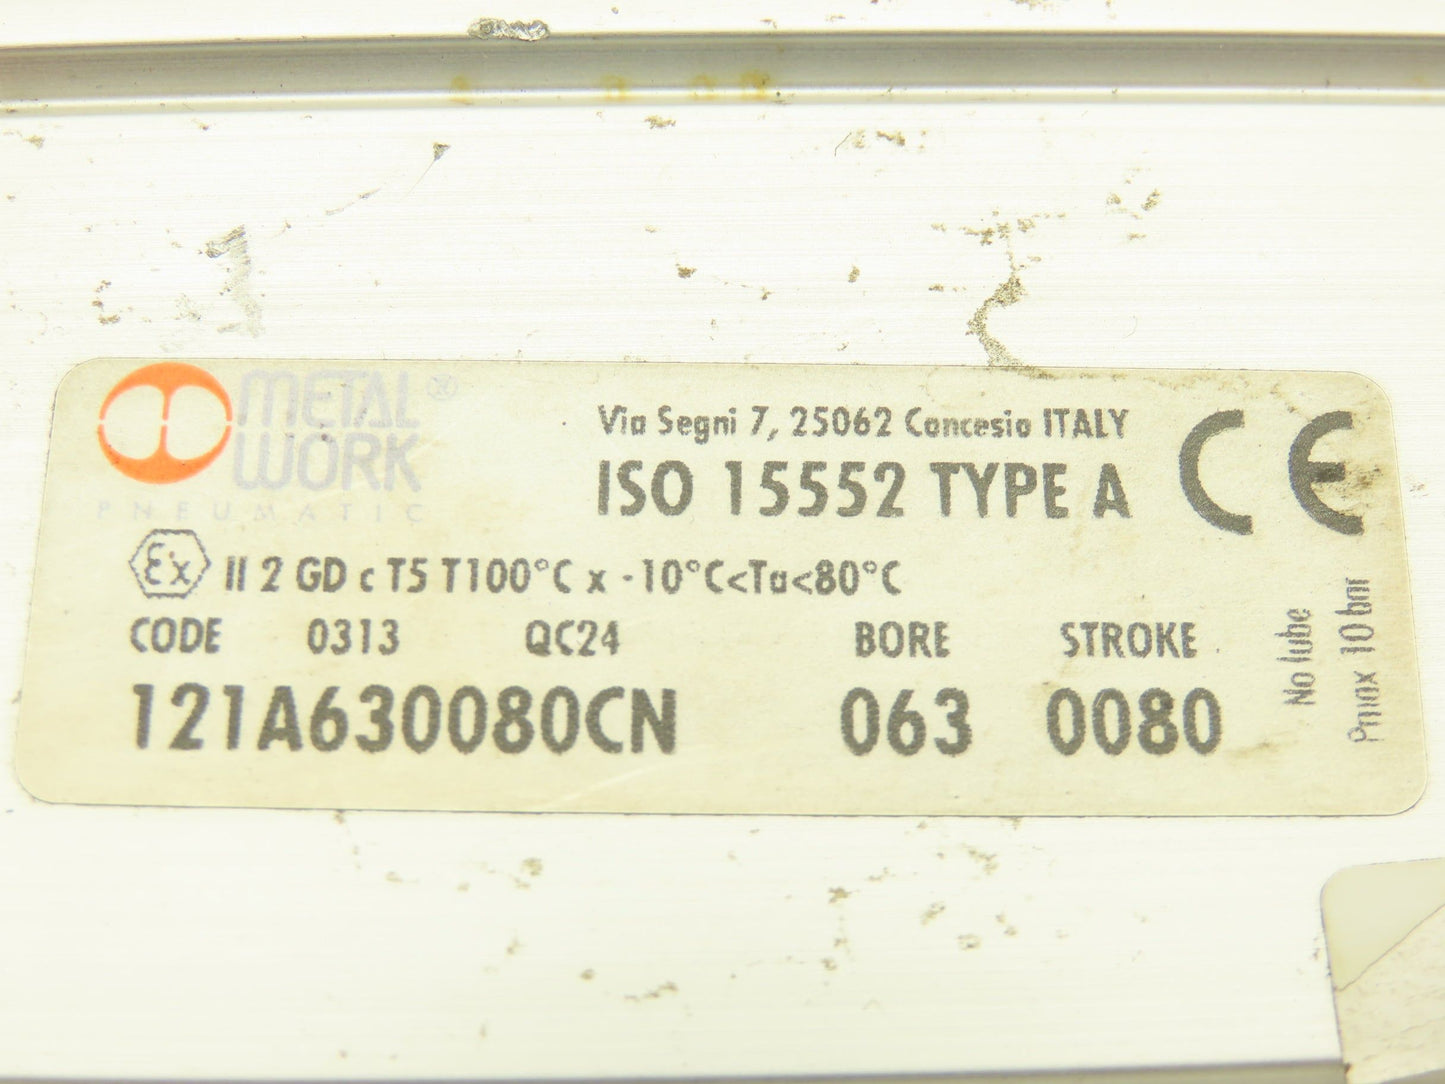 METAL
WORK ®
PNEUMATIC
Via Segni 7, 25062 Concesio ITALY
ISO 15552 TYPE A
CE
Ex II 2 GD c T5 T100°C x -10°C<Ta<80°C
CODE 0313 QC24 BORE STROKE
121A630080CN 063 0080
No lube
Pmax 10 bar